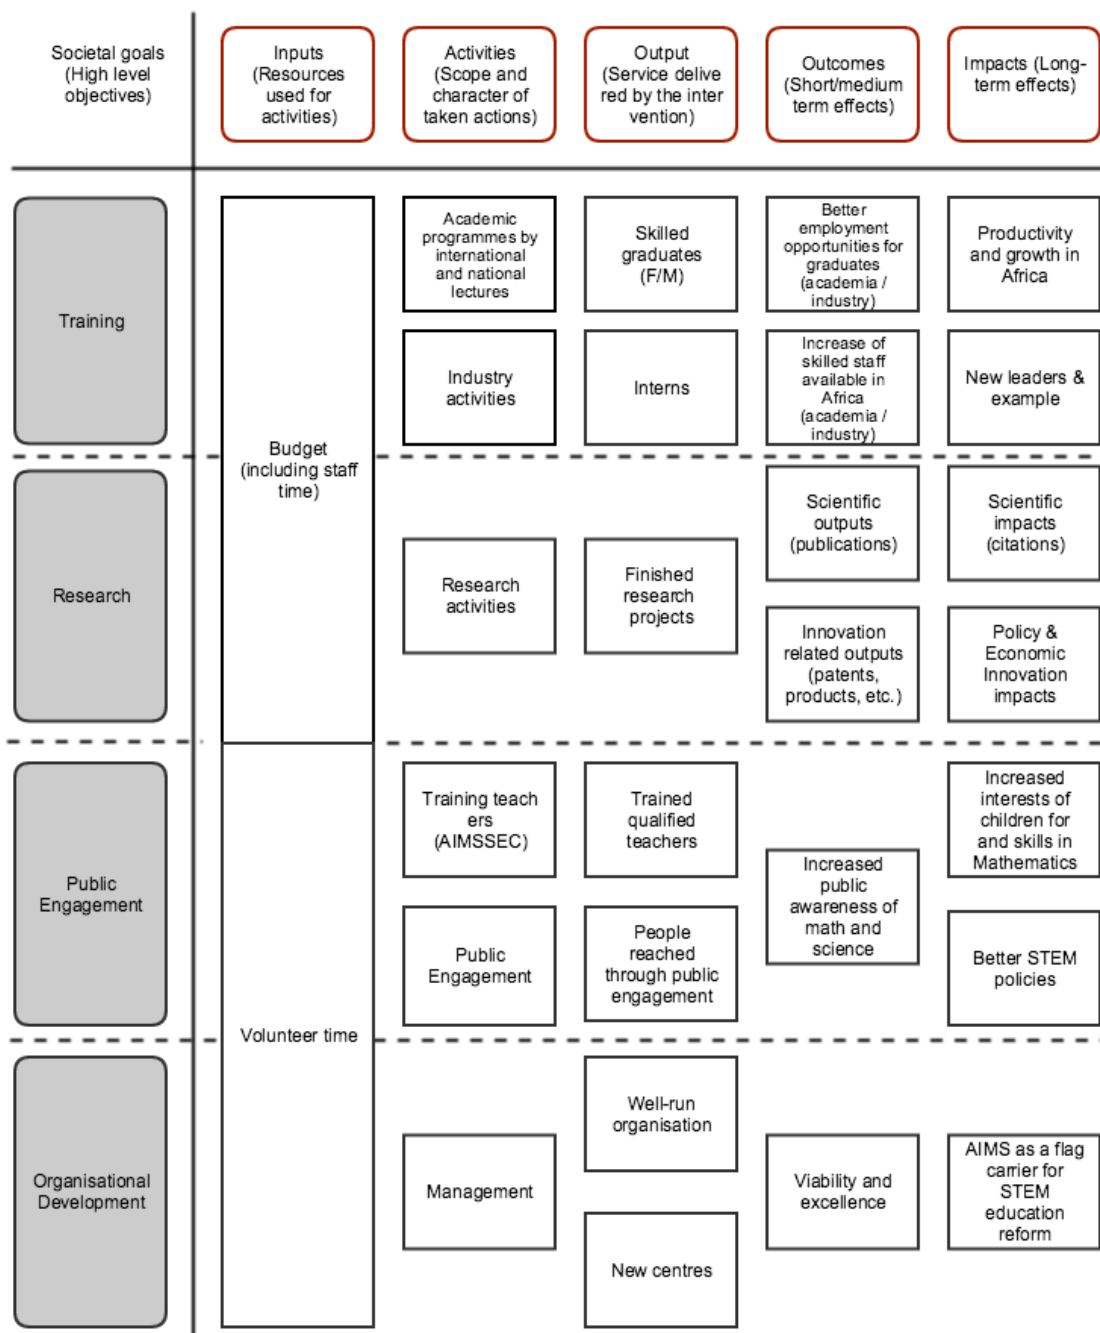 Societal goals
(High level
objectives)
Inputs
(Resources
used for
activities)
Activities
(Scope and
character of
taken actions)
Output
(Service delive
red by the inter
vention)
Outcomes
(Short/medium
term effects)
Impacts (Long-
term effects)
Training
Budget
(including staff
time)
Academic
programmes by
international
and national
lectures
Skilled
graduates
(F/M)
Better
employment
opportunities for
graduates
(academia /
industry)
Productivity
and growth in
Africa
Industry
activities
Interns
Increase of
skilled staff
available in
Africa
(academia /
industry)
New leaders &
example
Research
Research
activities
Finished
research
projects
Scientific
outputs
(publications)
Scientific
impacts
(citations)
Innovation
related outputs
(patents,
products, etc.)
Policy &
Economic
Innovation
impacts
Public
Engagement
Volunteer time
Training teach
ers
(AIMSSEC)
Trained
qualified
teachers
Increased
public
awareness of
math and
science
Increased
interests of
children for
and skills in
Mathematics
Public
Engagement
People
reached
through public
engagement
Better STEM
policies
Organisational
Development
Management
Well-run
organisation
New centres
Viability and
excellence
AIMS as a flag
carrier for
STEM
education
reform